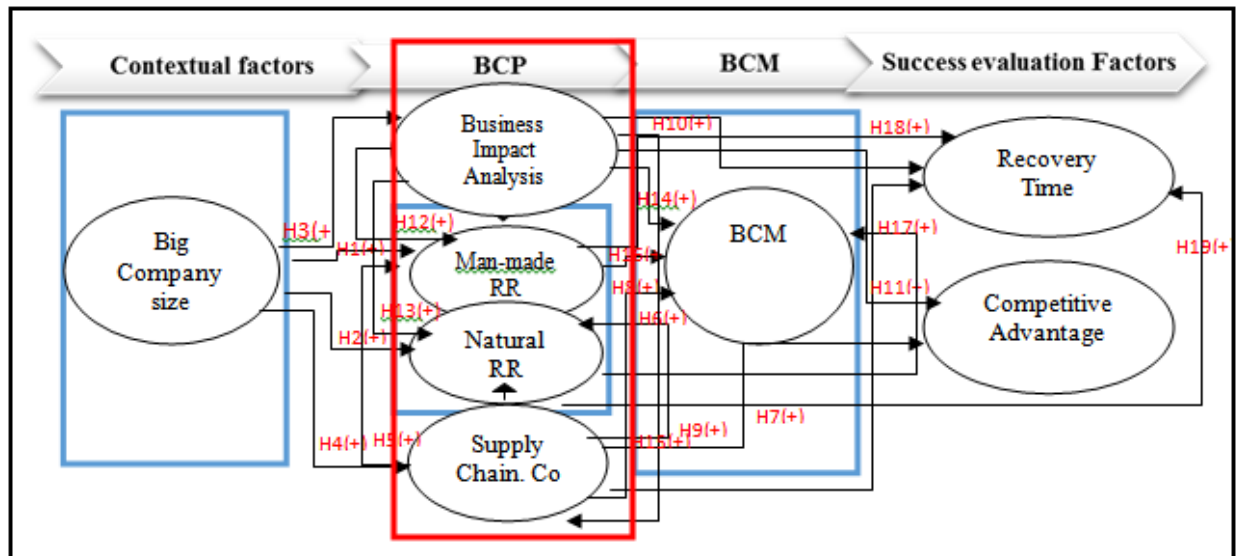 Contextual factors
BCP
BCM
Success evaluation Factors
Business
Impact
Analysis
H10(+)
H18(+)
Recovery
Time
H3(+
H12(+)
H14(+)
H17(+)
Big
Company
size
H1(+)
Man-made
RR
BCM
H19(+
H8(+)
H13(+)
H6(+)
H11(+)
Competitive
Advantage
H2(+)
Natural
RR
H7(+)
H4(+)
H5(+)
H9(+)
Supply
Chain. Co